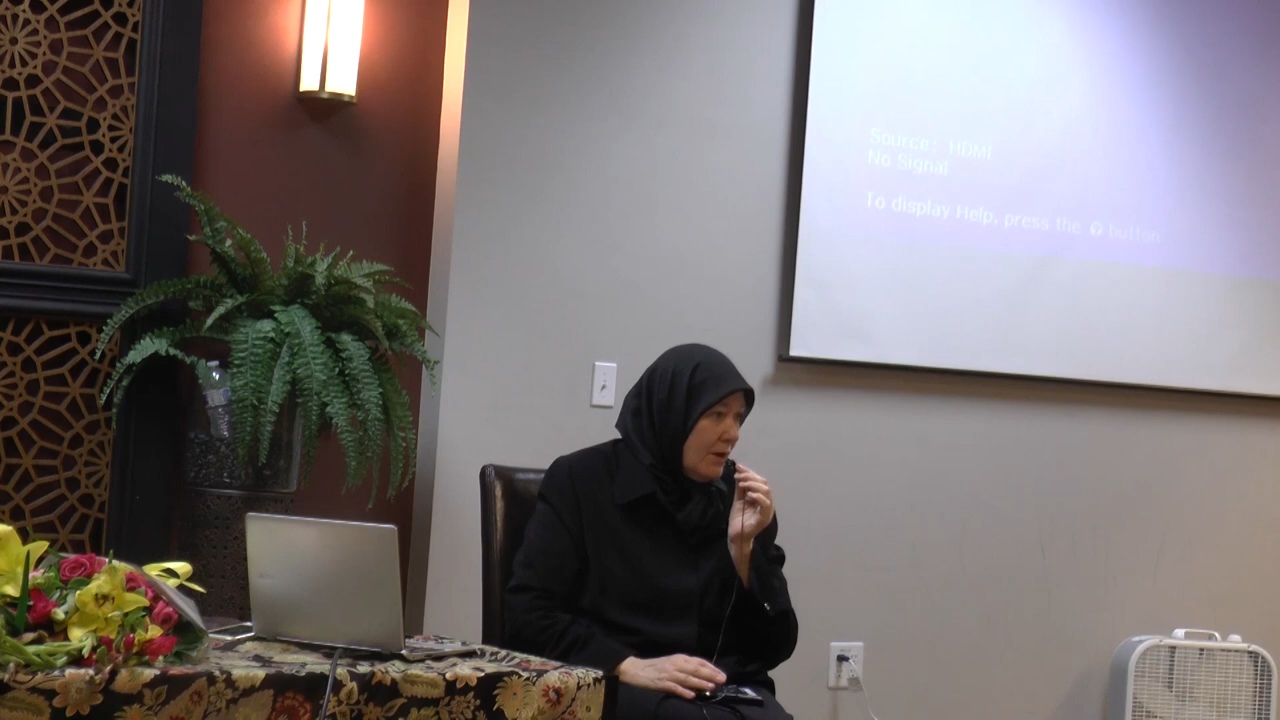 Source: HDMI
No Signal
To display Help, press the button.